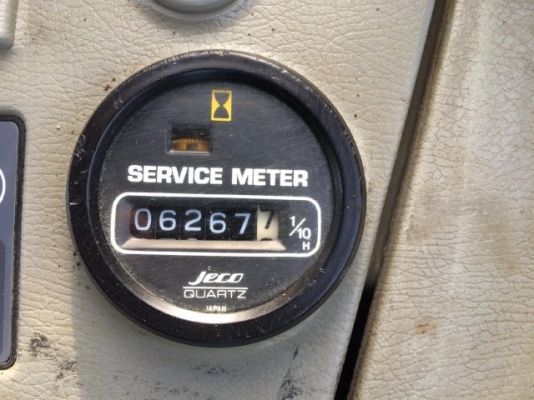 SERVICE METER
062677 1/10 H
Jeco
QUARTZ
JAPAN